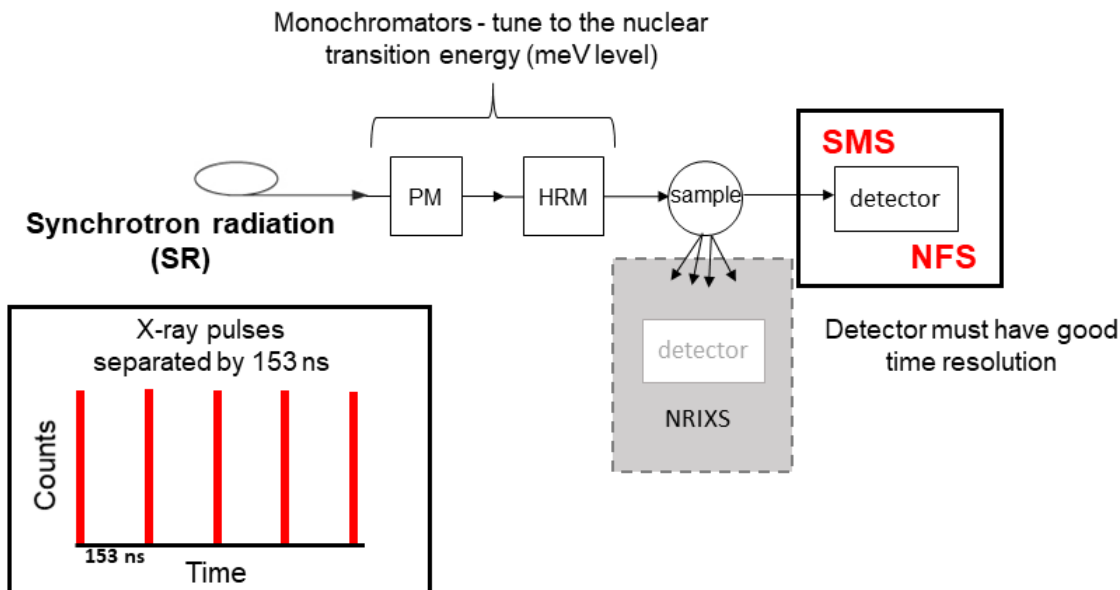 Monochromators - tune to the nuclear
transition energy (meV level)
Synchrotron radiation
(SR)
PM
HRM
sample
SMS
detector
NFS
Detector must have good
time resolution
detector
NRIXS
X-ray pulses
separated by 153 ns
Counts
153 ns
Time